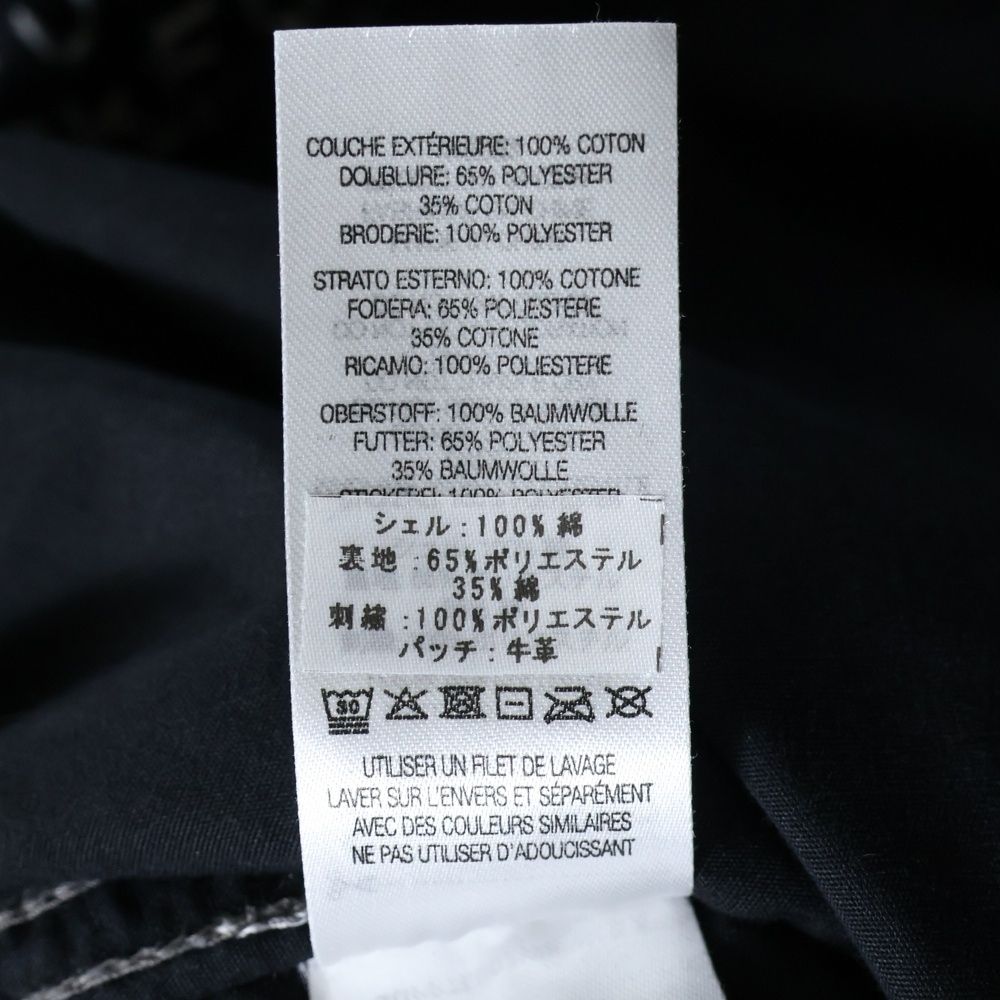 COUCHE EXTÉRIEURE: 100% COTON
DOUBLURE: 65% POLYESTER
35% COTON
BRODERIE: 100% POLYESTER
STRATO ESTERNO: 100% COTONE
FODERA: 65% POLIESTERE
35% COTONE
RICAMO: 100% POLIESTERE
OBERSTOFF: 100% BAUMWOLLE
FUTTER: 65% POLYESTER
35% BAUMWOLLE
STICKEREI: 100% POLYESTER
シェル:100%綿
裏地:65%ポリエステル
35%綿
刺繍:100%ポリエステル
パッチ:牛革
30
UTILISER UN FILET DE LAVAGE
LAVER SUR L'ENVERS ET SÉPARÉMENT
AVEC DES COULEURS SIMILAIRES
NE PAS UTILISER D'ADOUCISSANT